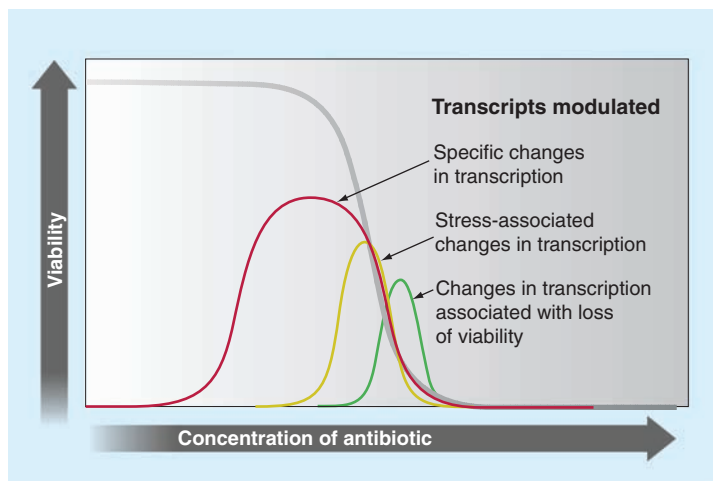 Transcripts modulated
Specific changes
in transcription
Stress-associated
changes in transcription
Changes in transcription
associated with loss
of viability
Viability
Concentration of antibiotic